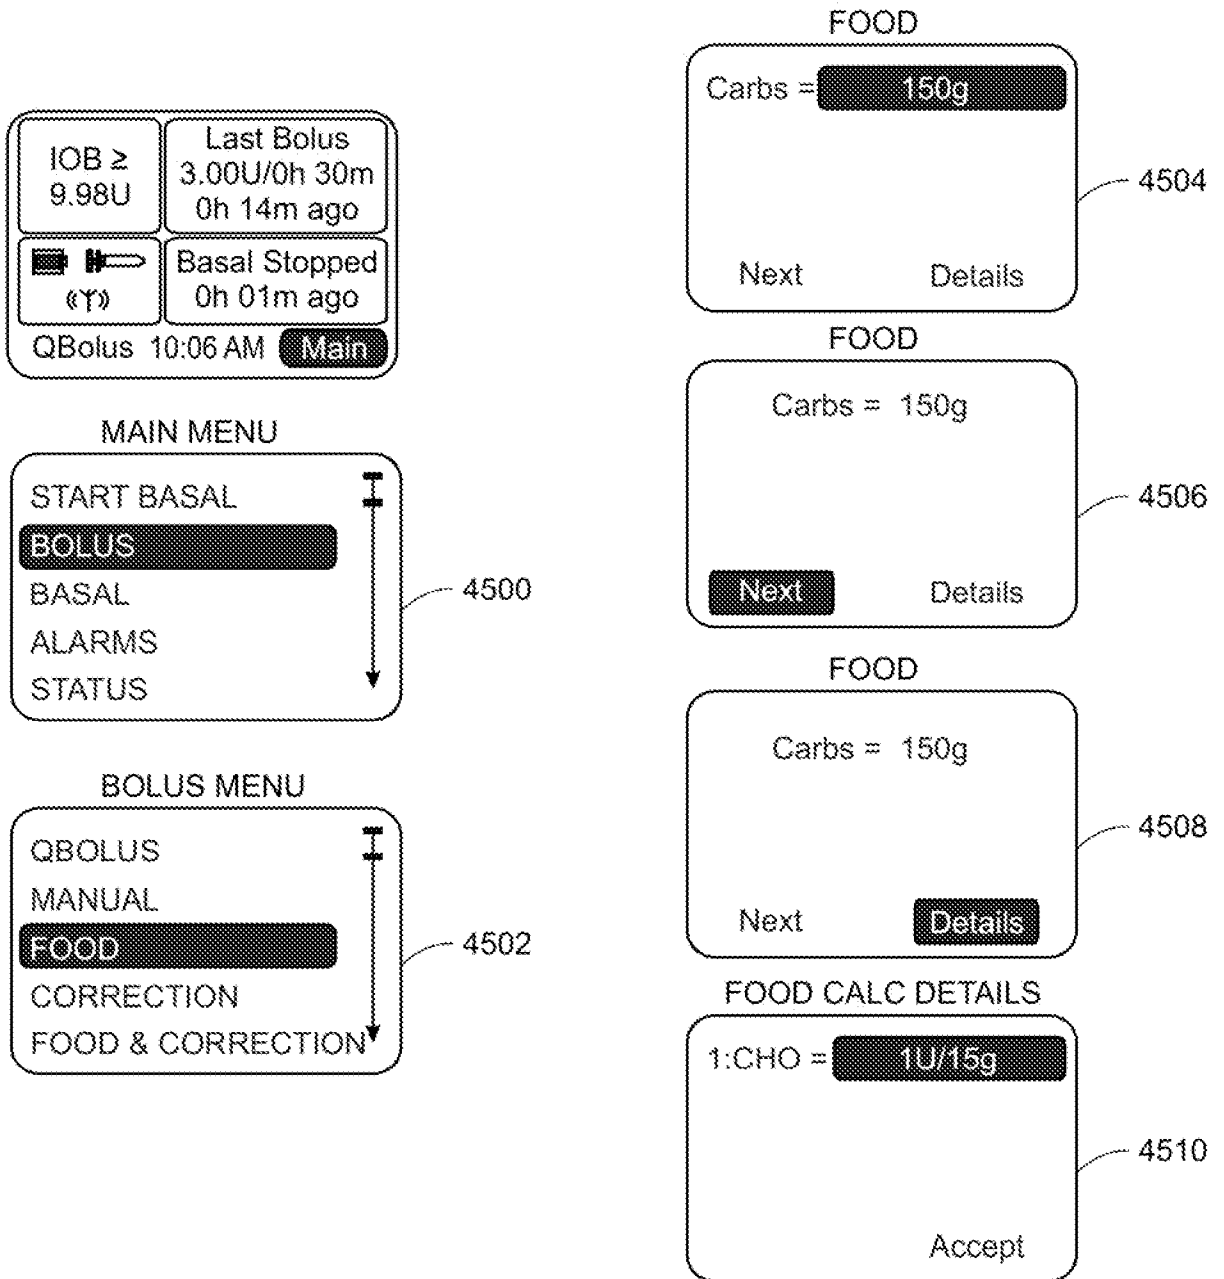 IOB ≥
9.98U
Last Bolus
3.00U/0h 30m
0h 14m ago
Basal Stopped
0h 01m ago
QBolus 10:06 AM Main
MAIN MENU
START BASAL
BOLUS
BASAL
ALARMS
STATUS
4500
BOLUS MENU
QBOLUS
MANUAL
FOOD
CORRECTION
FOOD & CORRECTION
4502
FOOD
Carbs = 150g
Next Details
4504
FOOD
Carbs = 150g
Next Details
4506
FOOD
Carbs = 150g
Next Details
4508
FOOD CALC DETAILS
1:CHO = 1U/15g
Accept
4510